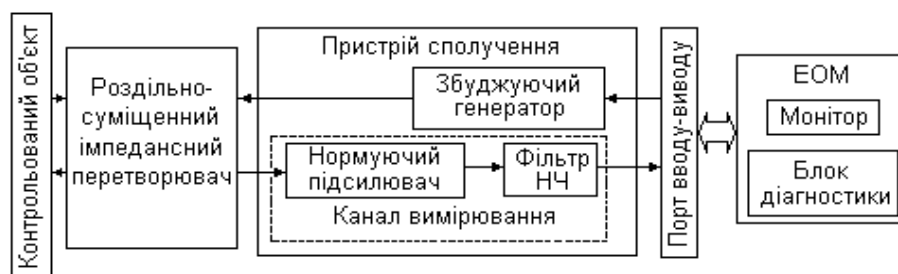 Контрольований об'єкт
Роздільно-
суміщенний
імпедансний
перетворювач
Пристрій сполучення
Збуджуючий
генератор
Нормуючий
підсилювач
Фільтр
НЧ
Канал вимірювання
Порт вводу-виводу
ЕОМ
Монітор
Блок
діагностики